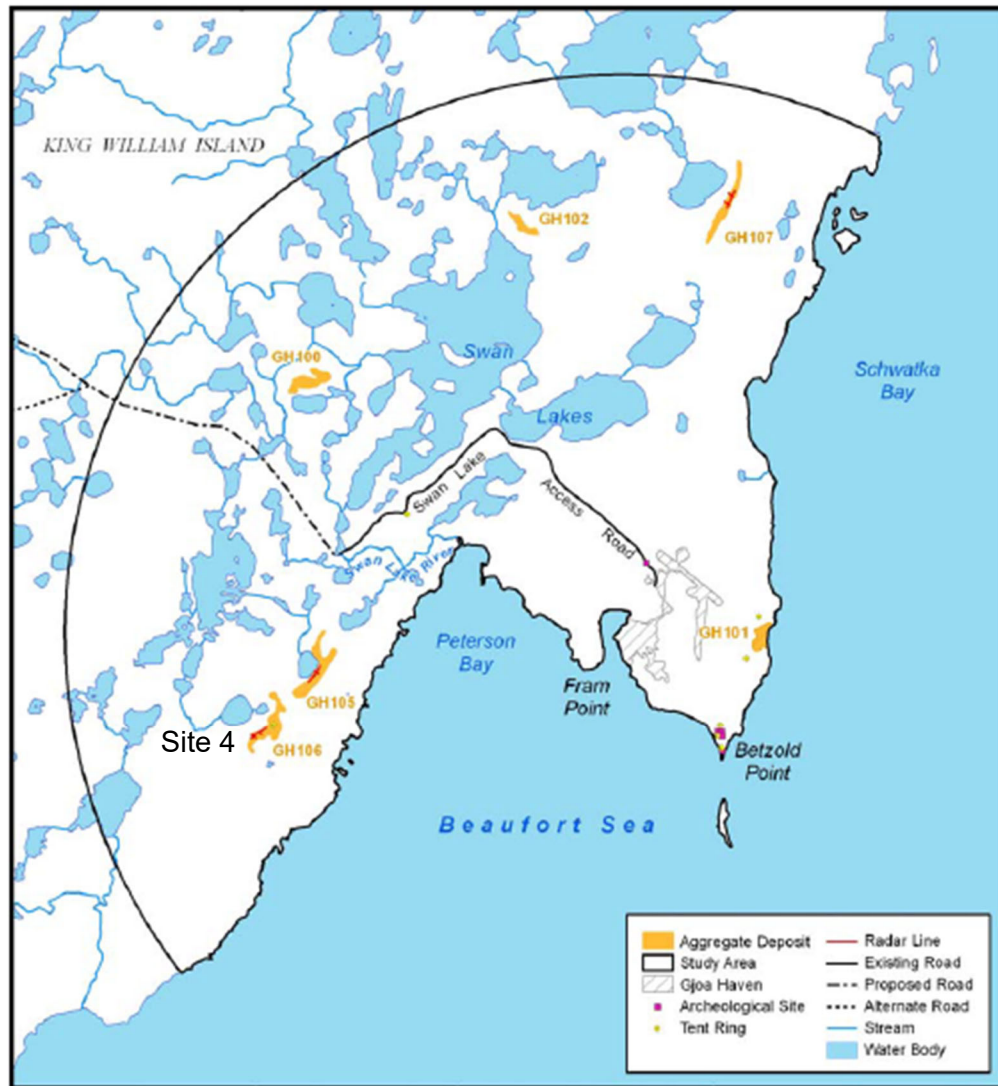 KING WILLIAM ISLAND
GH102
GH107
GH100
Swan
Lakes
Schwatka
Bay
Swan Lake
Access
Road
Swan Lake River
GH101
Peterson
Bay
GH105
Fram
Point
Site 4
GH106
Betzold
Point
Beaufort Sea
Aggregate Deposit
Study Area
Gjoa Haven
Archeological Site
Tent Ring
Radar Line
Existing Road
Proposed Road
Alternate Road
Stream
Water Body